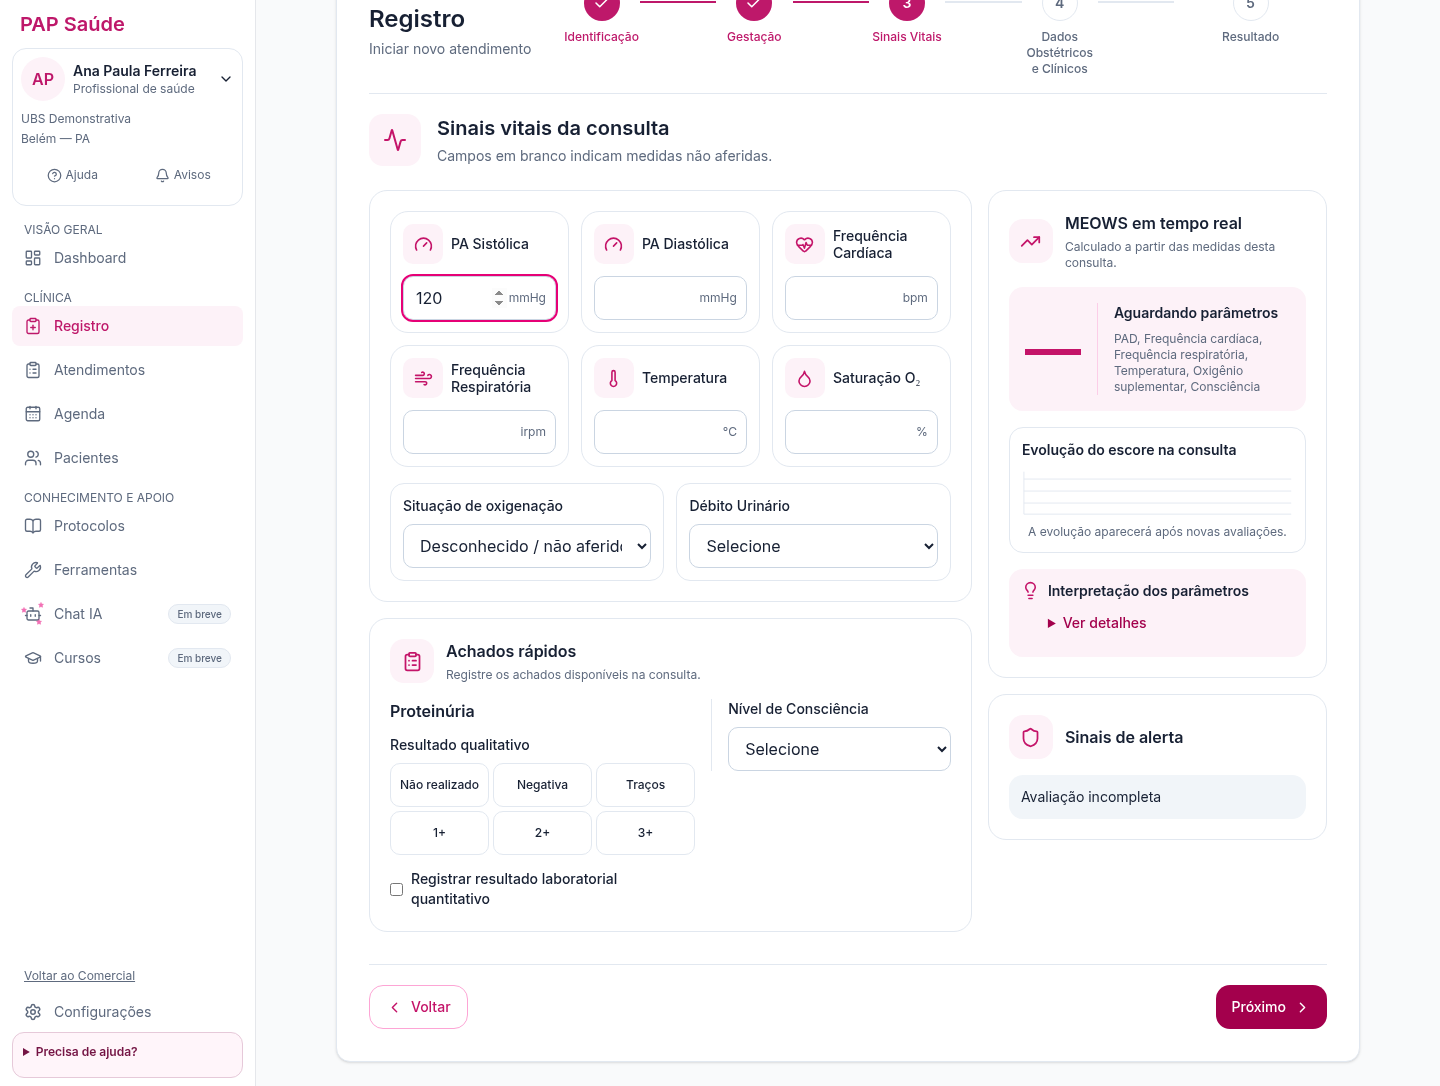 PAP Saúde
AP
Ana Paula Ferreira
Profissional de saúde
UBS Demonstrativa
Belém — PA
Ajuda
Avisos
VISÃO GERAL
Dashboard
CLÍNICA
Registro
Atendimentos
Agenda
Pacientes
CONHECIMENTO E APOIO
Protocolos
Ferramentas
Chat IA
Em breve
Cursos
Em breve
Voltar ao Comercial
Configurações
Precisa de ajuda?
Registro
Iniciar novo atendimento
Identificação
Gestação
3
Sinais Vitais
4
Dados
Obstétricos
e Clínicos
5
Resultado
Sinais vitais da consulta
Campos em branco indicam medidas não aferidas.
PA Sistólica
120
mmHg
PA Diastólica
mmHg
Frequência
Cardíaca
bpm
Frequência
Respiratória
irpm
Temperatura
°C
Saturação O₂
%
Situação de oxigenação
Desconhecido / não aferido
Débito Urinário
Selecione
Achados rápidos
Registre os achados disponíveis na consulta.
Proteinúria
Resultado qualitativo
Não realizado
Negativa
Traços
1+
2+
3+
Registrar resultado laboratorial
quantitativo
Nível de Consciência
Selecione
MEOWS em tempo real
Calculado a partir das medidas desta
consulta.
Aguardando parâmetros
PAD, Frequência cardíaca,
Frequência respiratória,
Temperatura, Oxigênio
suplementar, Consciência
Evolução do escore na consulta
A evolução aparecerá após novas avaliações.
Interpretação dos parâmetros
Ver detalhes
Sinais de alerta
Avaliação incompleta
Voltar
Próximo